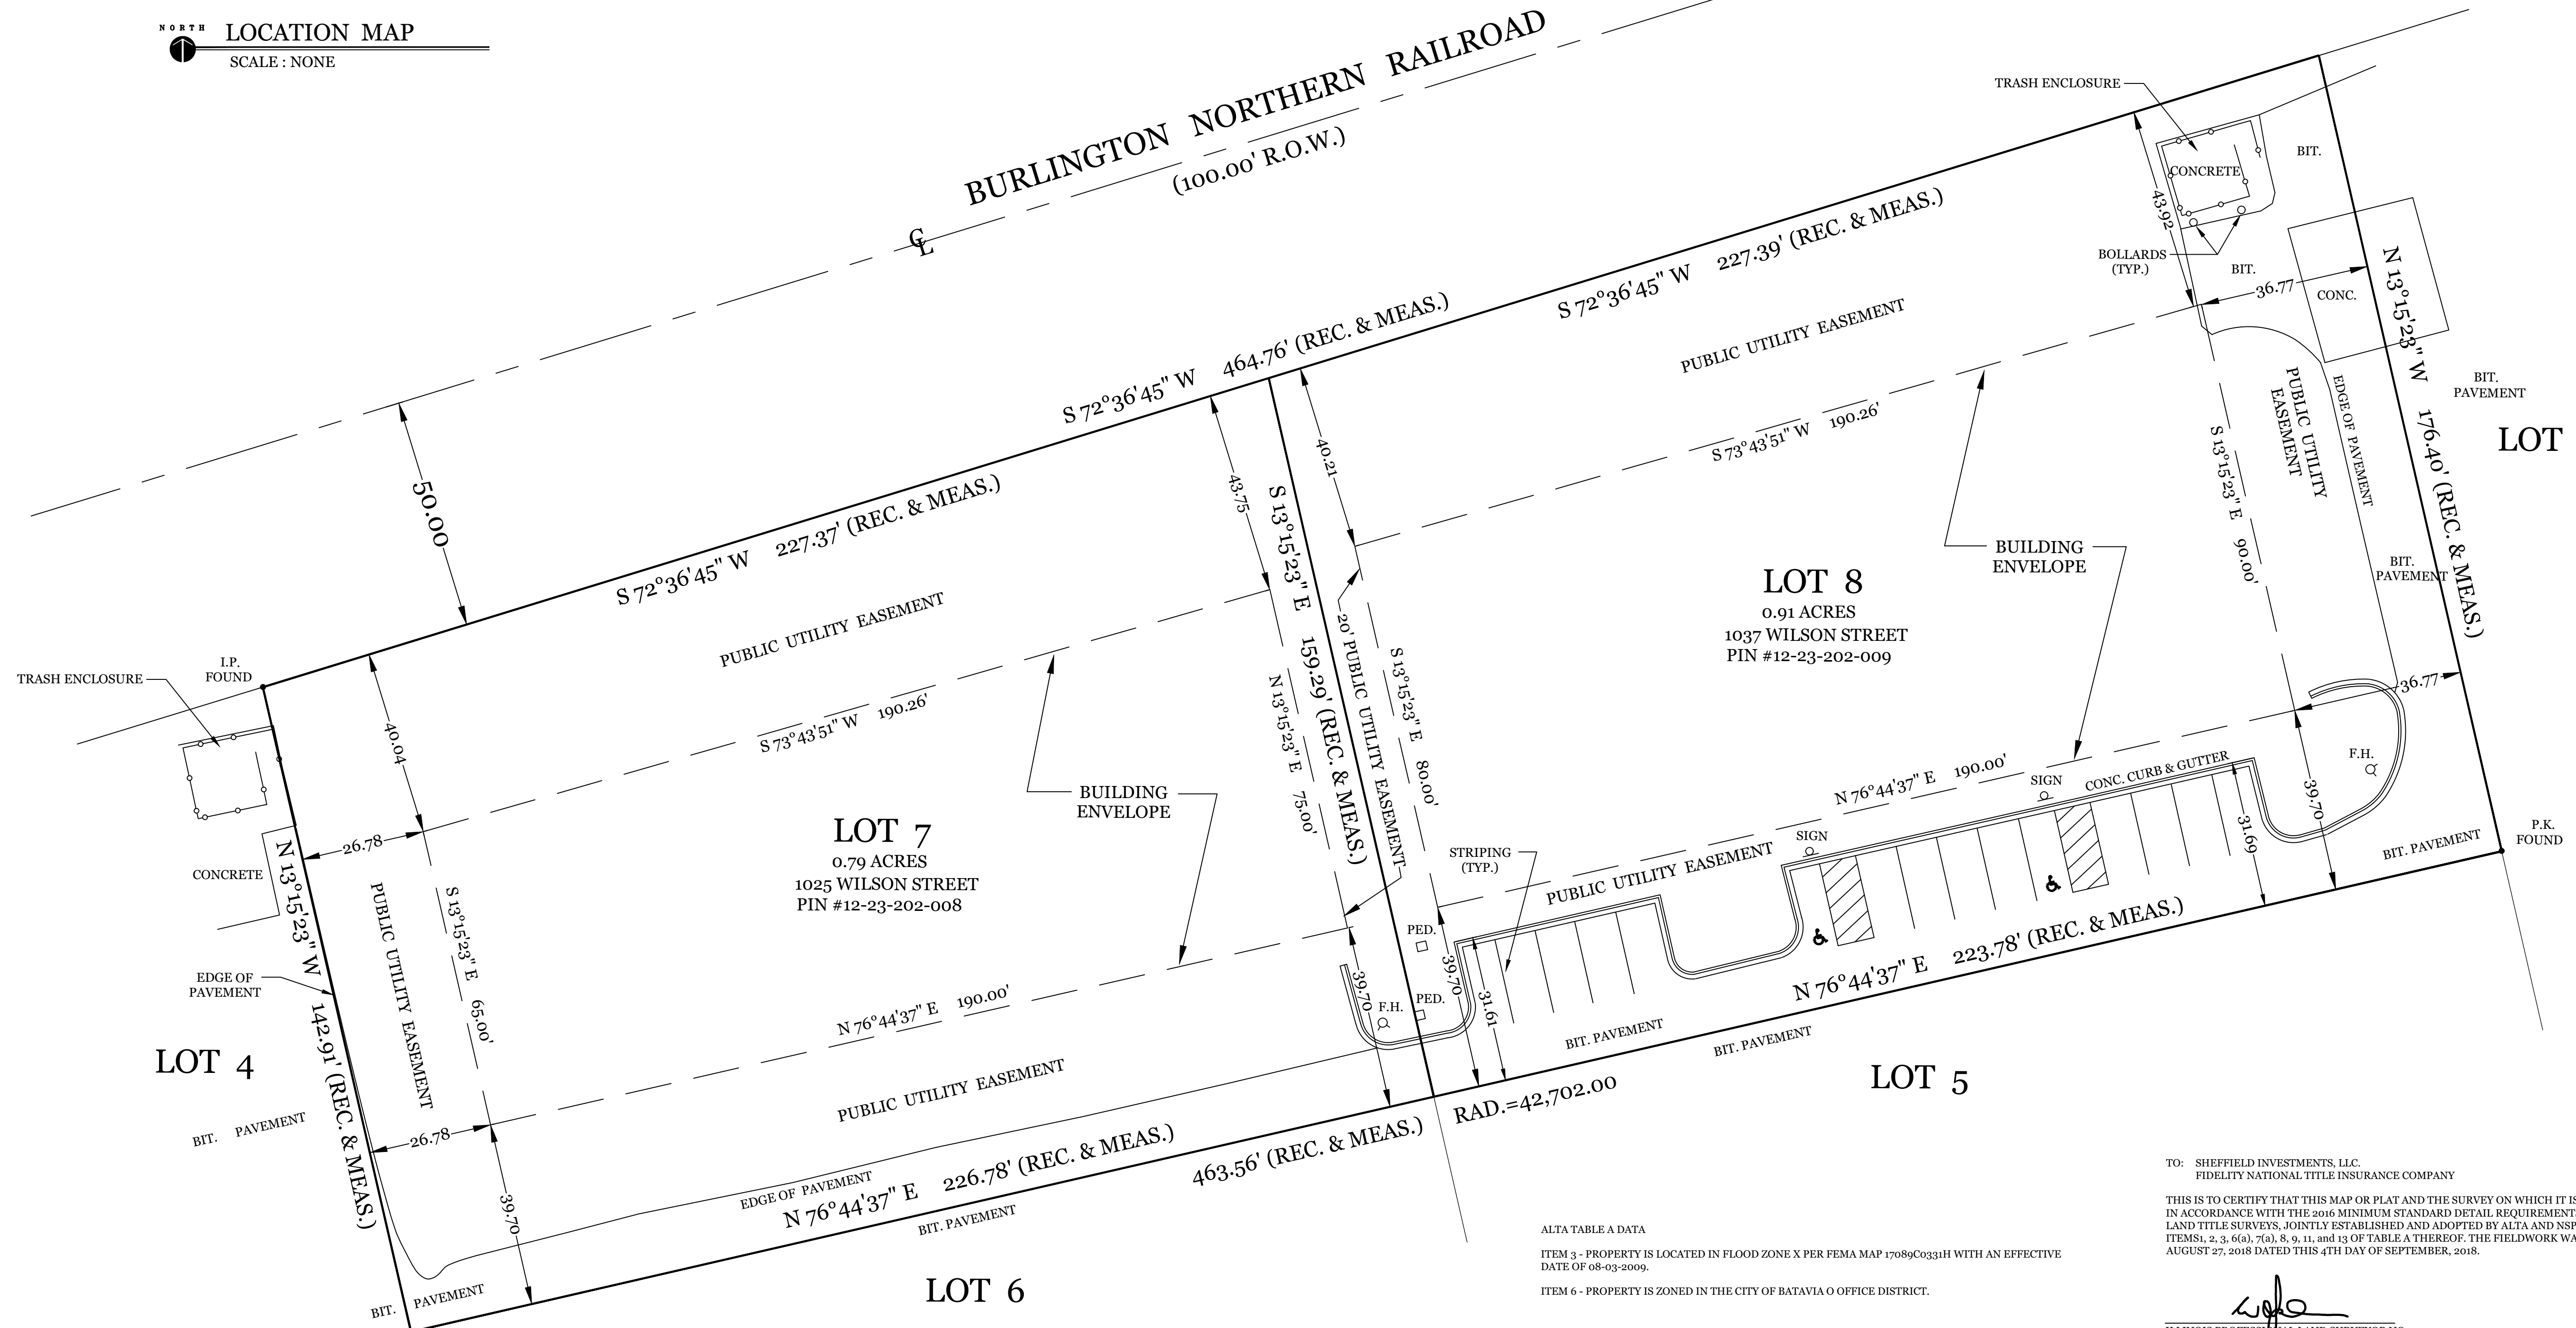 NORTH
LOCATION MAP
SCALE : NONE
BURLINGTON NORTHERN RAILROAD
(100.00' R.O.W.)
CL
TRASH ENCLOSURE
CONCRETE
BIT.
43.92
BOLLARDS
(TYP.)
BIT.
36.77
CONC.
N 13°15'23" W 176.40' (REC. & MEAS.)
S 72°36'45" W 227.39' (REC. & MEAS.)
S 72°36'45" W 464.76' (REC. & MEAS.)
PUBLIC UTILITY EASEMENT
S 73°43'51" W 190.26'
BIT.
PAVEMENT
LOT
PUBLIC UTILITY
EASEMENT
EDGE OF PAVEMENT
S 13°15'23" E 90.00'
50.00
S 72°36'45" W 227.37' (REC. & MEAS.)
43.75
40.21
S 13°15'23" E 159.29' (REC. & MEAS.)
BUILDING
ENVELOPE
LOT 8
0.91 ACRES
1037 WILSON STREET
PIN #12-23-202-009
BIT.
PAVEMENT
PUBLIC UTILITY EASEMENT
20' PUBLIC UTILITY EASEMENT
S 13°15'23" E 80.00'
N 13°15'23" E 75.00'
I.P.
FOUND
TRASH ENCLOSURE
40.04
S 73°43'51" W 190.26'
36.77
F.H.
N 76°44'37" E 190.00'
SIGN
CONC. CURB & GUTTER
39.70
31.69
BUILDING
ENVELOPE
LOT 7
0.79 ACRES
1025 WILSON STREET
PIN #12-23-202-008
26.78
CONCRETE
N 13°15'23" W 142.91' (REC. & MEAS.)
PUBLIC UTILITY EASEMENT
S 13°15'23" E 65.00'
STRIPING
(TYP.)
SIGN
PUBLIC UTILITY EASEMENT
BIT. PAVEMENT
P.K.
FOUND
PED.
39.70
39.70
F.H.
PED.
31.61
N 76°44'37" E 223.78' (REC. & MEAS.)
BIT. PAVEMENT
BIT. PAVEMENT
EDGE OF
PAVEMENT
N 76°44'37" E 190.00'
LOT 4
BIT. PAVEMENT
26.78
PUBLIC UTILITY EASEMENT
LOT 5
RAD.=42,702.00
463.56' (REC. & MEAS.)
39.70
EDGE OF PAVEMENT
N 76°44'37" E 226.78' (REC. & MEAS.)
BIT. PAVEMENT
BIT. PAVEMENT
LOT 6
ALTA TABLE A DATA
ITEM 3 - PROPERTY IS LOCATED IN FLOOD ZONE X PER FEMA MAP 17089C0331H WITH AN EFFECTIVE
DATE OF 08-03-2009.
ITEM 6 - PROPERTY IS ZONED IN THE CITY OF BATAVIA O OFFICE DISTRICT.
TO: SHEFFIELD INVESTMENTS, LLC.
FIDELITY NATIONAL TITLE INSURANCE COMPANY
THIS IS TO CERTIFY THAT THIS MAP OR PLAT AND THE SURVEY ON WHICH IT IS
IN ACCORDANCE WITH THE 2016 MINIMUM STANDARD DETAIL REQUIREMENT
LAND TITLE SURVEYS, JOINTLY ESTABLISHED AND ADOPTED BY ALTA AND NSP
ITEMS1, 2, 3, 6(a), 7(a), 8, 9, 11, and 13 OF TABLE A THEREOF. THE FIELDWORK WA
AUGUST 27, 2018 DATED THIS 4TH DAY OF SEPTEMBER, 2018.